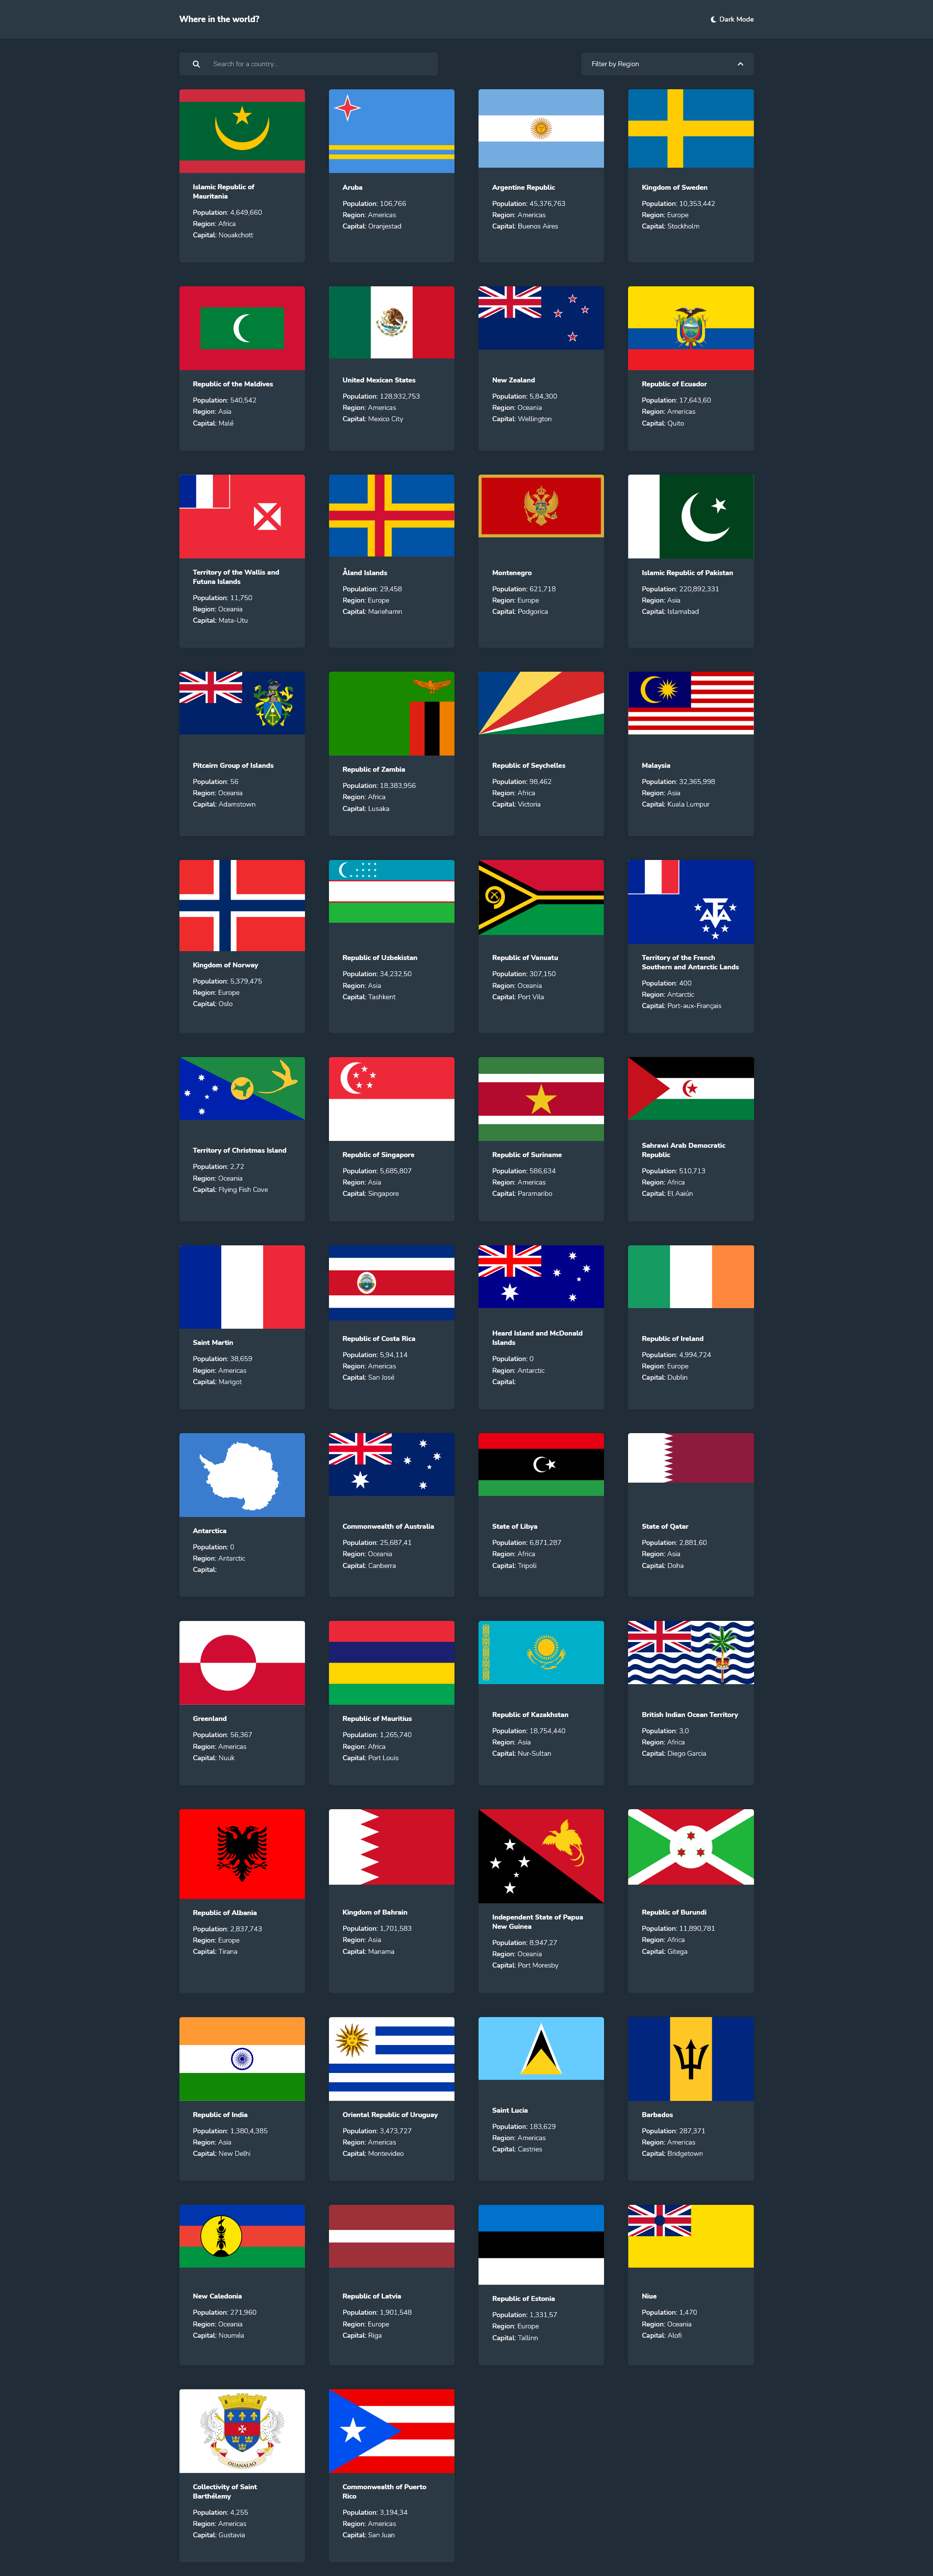 Where in the world?
Dark Mode
Search for a country...
Filter by Region
Islamic Republic of
Mauritania
Population: 4,649,660
Region: Africa
Capital: Nouakchott
Aruba
Population: 106,766
Region: Americas
Capital: Oranjestad
Argentine Republic
Population: 45,376,763
Region: Americas
Capital: Buenos Aires
Kingdom of Sweden
Population: 10,353,442
Region: Europe
Capital: Stockholm
Republic of the Maldives
Population: 540,542
Region: Asia
Capital: Malé
United Mexican States
Population: 128,932,753
Region: Americas
Capital: Mexico City
New Zealand
Population: 5,84,300
Region: Oceania
Capital: Wellington
Republic of Ecuador
Population: 17,643,60
Region: Americas
Capital: Quito
Territory of the Wallis and
Futuna Islands
Population: 11,750
Region: Oceania
Capital: Mata-Utu
Åland Islands
Population: 29,458
Region: Europe
Capital: Mariehamn
Montenegro
Population: 621,718
Region: Europe
Capital: Podgorica
Islamic Republic of Pakistan
Population: 220,892,331
Region: Asia
Capital: Islamabad
Pitcairn Group of Islands
Population: 56
Region: Oceania
Capital: Adamstown
Republic of Zambia
Population: 18,383,956
Region: Africa
Capital: Lusaka
Republic of Seychelles
Population: 98,462
Region: Africa
Capital: Victoria
Malaysia
Population: 32,365,998
Region: Asia
Capital: Kuala Lumpur
Kingdom of Norway
Population: 5,379,475
Region: Europe
Capital: Oslo
Republic of Uzbekistan
Population: 34,232,50
Region: Asia
Capital: Tashkent
Republic of Vanuatu
Population: 307,150
Region: Oceania
Capital: Port Vila
Territory of the French
Southern and Antarctic Lands
Population: 400
Region: Antarctic
Capital: Port-aux-Français
Territory of Christmas Island
Population: 2,72
Region: Oceania
Capital: Flying Fish Cove
Republic of Singapore
Population: 5,685,807
Region: Asia
Capital: Singapore
Republic of Suriname
Population: 586,634
Region: Americas
Capital: Paramaribo
Sahrawi Arab Democratic
Republic
Population: 510,713
Region: Africa
Capital: El Aaiún
Saint Martin
Population: 38,659
Region: Americas
Capital: Marigot
Republic of Costa Rica
Population: 5,94,114
Region: Americas
Capital: San José
Heard Island and McDonald
Islands
Population: 0
Region: Antarctic
Capital:
Republic of Ireland
Population: 4,994,724
Region: Europe
Capital: Dublin
Antarctica
Population: 0
Region: Antarctic
Capital:
Commonwealth of Australia
Population: 25,687,41
Region: Oceania
Capital: Canberra
State of Libya
Population: 6,871,287
Region: Africa
Capital: Tripoli
State of Qatar
Population: 2,881,60
Region: Asia
Capital: Doha
Greenland
Population: 56,367
Region: Americas
Capital: Nuuk
Republic of Mauritius
Population: 1,265,740
Region: Africa
Capital: Port Louis
Republic of Kazakhstan
Population: 18,754,440
Region: Asia
Capital: Nur-Sultan
British Indian Ocean Territory
Population: 3,0
Region: Africa
Capital: Diego Garcia
Republic of Albania
Population: 2,837,743
Region: Europe
Capital: Tirana
Kingdom of Bahrain
Population: 1,701,583
Region: Asia
Capital: Manama
Independent State of Papua
New Guinea
Population: 8,947,27
Region: Oceania
Capital: Port Moresby
Republic of Burundi
Population: 11,890,781
Region: Africa
Capital: Gitega
Republic of India
Population: 1,380,4,385
Region: Asia
Capital: New Delhi
Oriental Republic of Uruguay
Population: 3,473,727
Region: Americas
Capital: Montevideo
Saint Lucia
Population: 183,629
Region: Americas
Capital: Castries
Barbados
Population: 287,371
Region: Americas
Capital: Bridgetown
New Caledonia
Population: 271,960
Region: Oceania
Capital: Nouméa
Republic of Latvia
Population: 1,901,548
Region: Europe
Capital: Riga
Republic of Estonia
Population: 1,331,57
Region: Europe
Capital: Tallinn
Niue
Population: 1,470
Region: Oceania
Capital: Alofi
OUANALAO
Collectivity of Saint
Barthélemy
Population: 4,255
Region: Americas
Capital: Gustavia
Commonwealth of Puerto
Rico
Population: 3,194,34
Region: Americas
Capital: San Juan